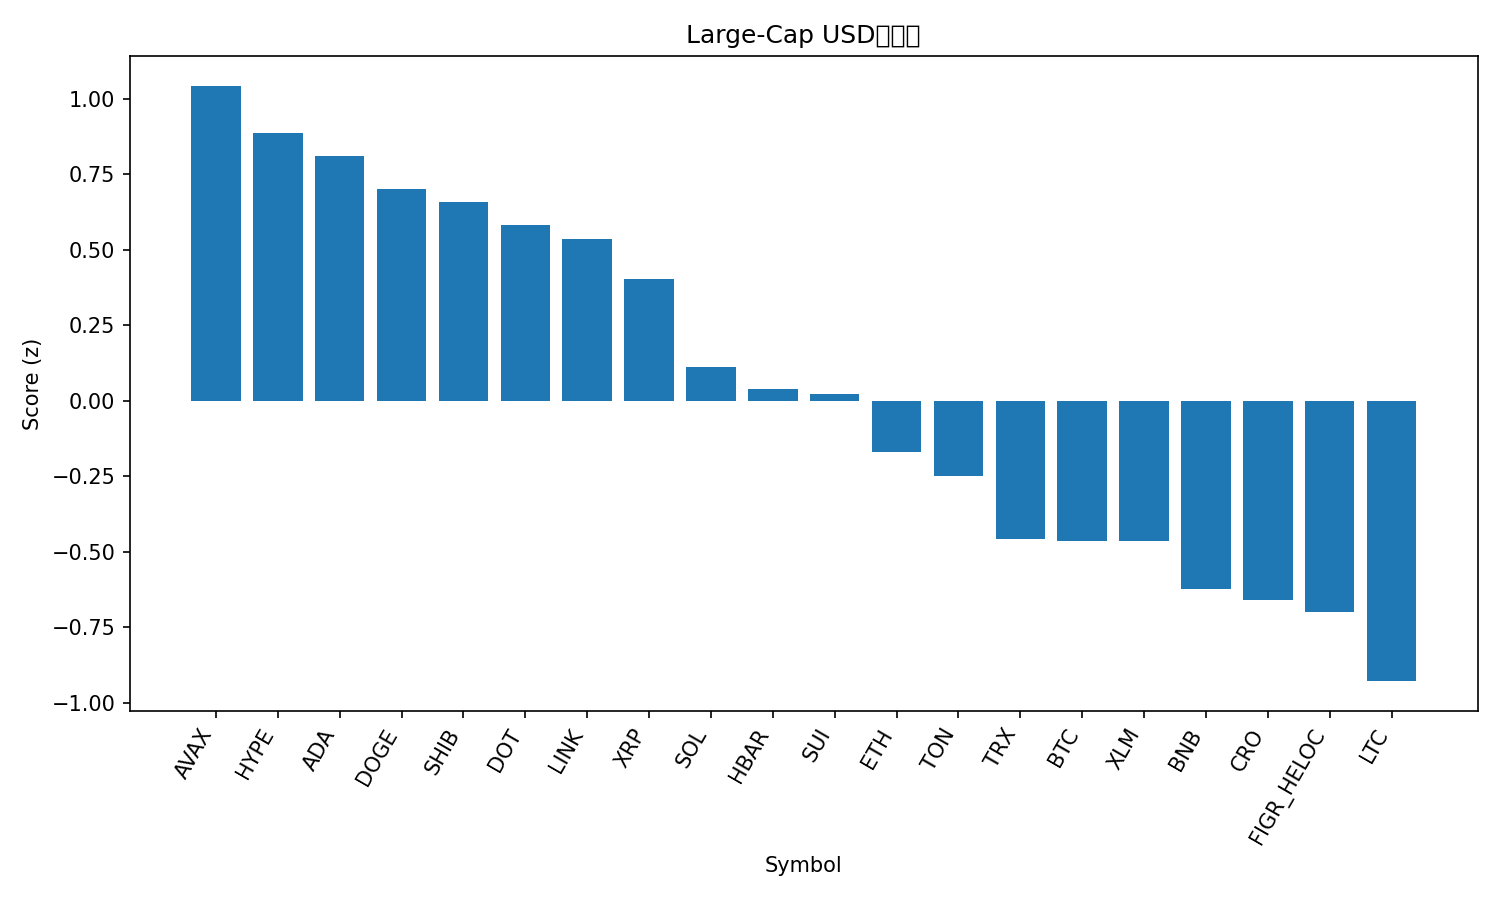 Large-Cap USD
Score (z)
1.00
0.75
0.50
0.25
0.00
−0.25
−0.50
−0.75
−1.00
AVAX
HYPE
ADA
DOGE
SHIB
DOT
LINK
XRP
SOL
HBAR
SUI
ETH
TON
TRX
BTC
XLM
BNB
CRO
FIGR_HELOC
LTC
Symbol